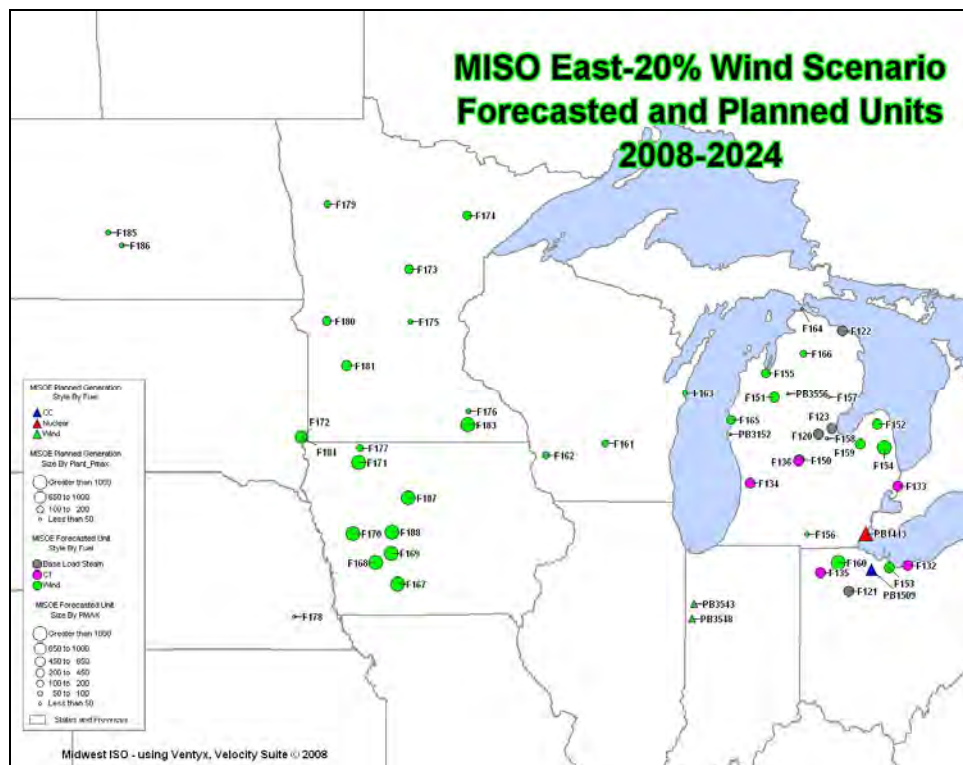 MISO East-20% Wind Scenario
Forecasted and Planned Units
2008-2024
F179
F174
F185
F186
F173
F164
F122
F180
F175
F166
F181
F155
F163
F151
PB3556
F157
F176
F172
F183
F165
F123
F152
PB3152
F120
F158
F161
F159
F177
F162
F154
F171
F136
F150
F134
F133
F187
F170
F188
F156
PB1413
F169
F168
F160
F132
F135
F153
F167
F121
PB1509
PB3543
F178
PB3548
MISOE Planned Generation
Style By Fuel
CC
Nuclear
Wind
MISOE Planned Generation
Size By Plant_Pmax
Greater than 1000
650 to 1000
100 to 200
Less than 50
MISOE Forecasted Unit
Style By Fuel
Base Load Steam
CT
Wind
MISOE Forecasted Unit
Size By PMAX
Greater than 1000
650 to 1000
450 to 650
200 to 450
100 to 200
50 to 100
Less than 50
States and Provinces
Midwest ISO - using Ventyx, Velocity Suite © 2008